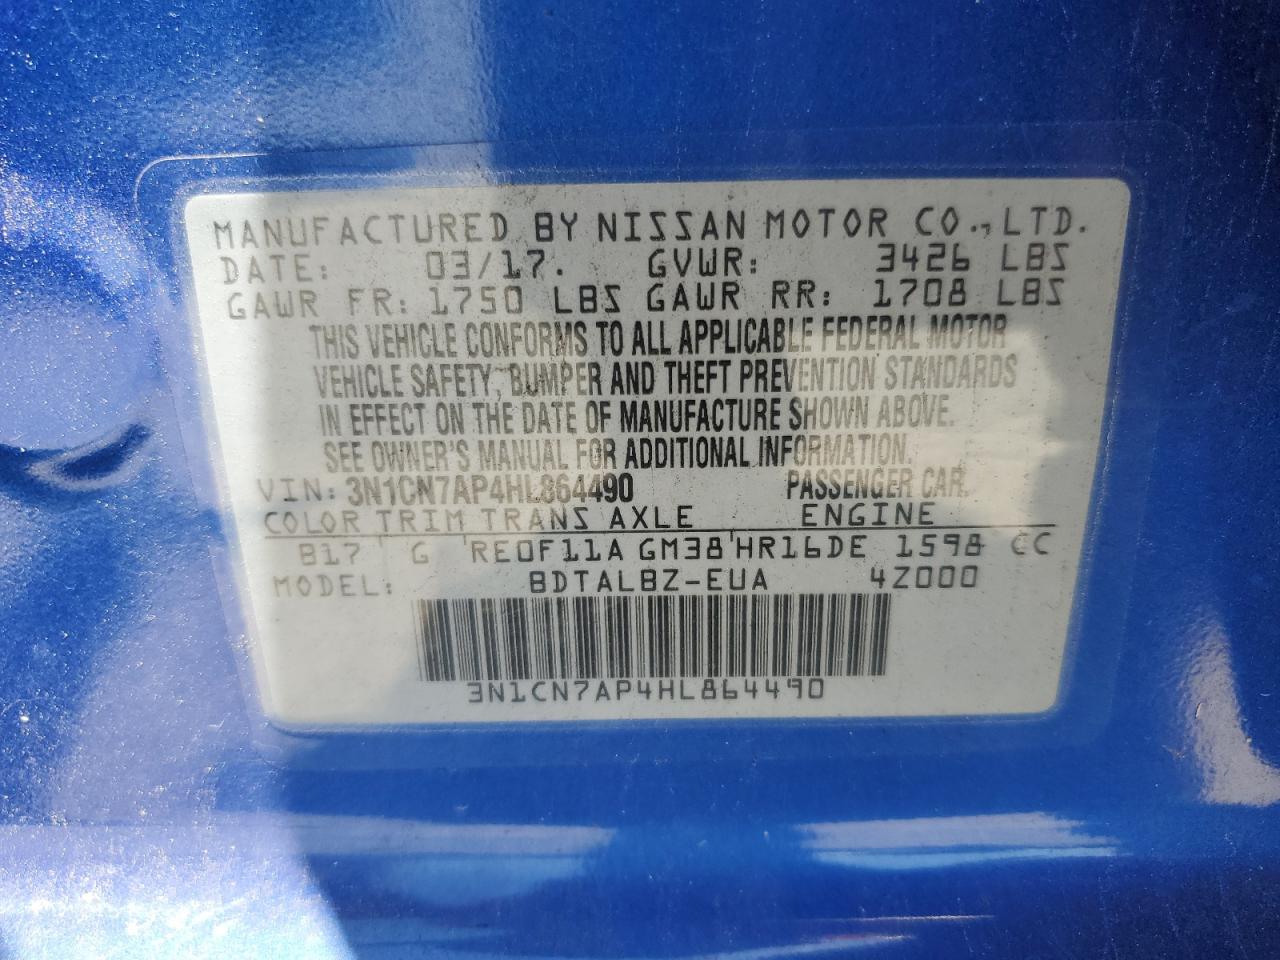 MANUFACTURED BY NISSAN MOTOR CO., LTD.
DATE: 03/17. GVWR: 3426 LBS
GAWR FR: 1750 LBS GAWR RR: 1708 LBS
THIS VEHICLE CONFORMS TO ALL APPLICABLE FEDERAL MOTOR
VEHICLE SAFETY, BUMPER AND THEFT PREVENTION STANDARDS
IN EFFECT ON THE DATE OF MANUFACTURE SHOWN ABOVE.
SEE OWNER'S MANUAL FOR ADDITIONAL INFORMATION.
VIN: 3N1CN7AP4HL864490 PASSENGER CAR.
COLOR TRIM TRANS AXLE ENGINE
B17 G RE0F11A GM38 HR16DE 1598 CC
MODEL: BDTALBZ-EUA 4Z000
3N1CN7AP4HL864490